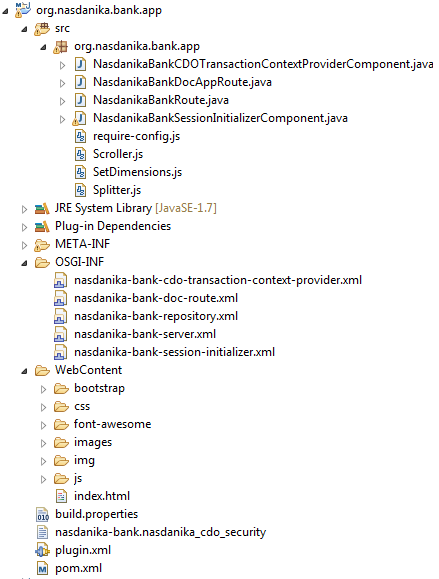 org.nasdanika.bank.app
src
org.nasdanika.bank.app
NasdanikaBankCDOTransactionContextProviderComponent.java
NasdanikaBankDocAppRoute.java
NasdanikaBankRoute.java
NasdanikaBankSessionInitializerComponent.java
require-config.js
Scroller.js
SetDimensions.js
Splitter.js
JRE System Library [JavaSE-1.7]
Plug-in Dependencies
META-INF
OSGI-INF
nasdanika-bank-cdo-transaction-context-provider.xml
nasdanika-bank-doc-route.xml
nasdanika-bank-repository.xml
nasdanika-bank-server.xml
nasdanika-bank-session-initializer.xml
WebContent
bootstrap
css
font-awesome
images
img
js
index.html
build.properties
nasdanika-bank.nasdanika_cdo_security
plugin.xml
pom.xml